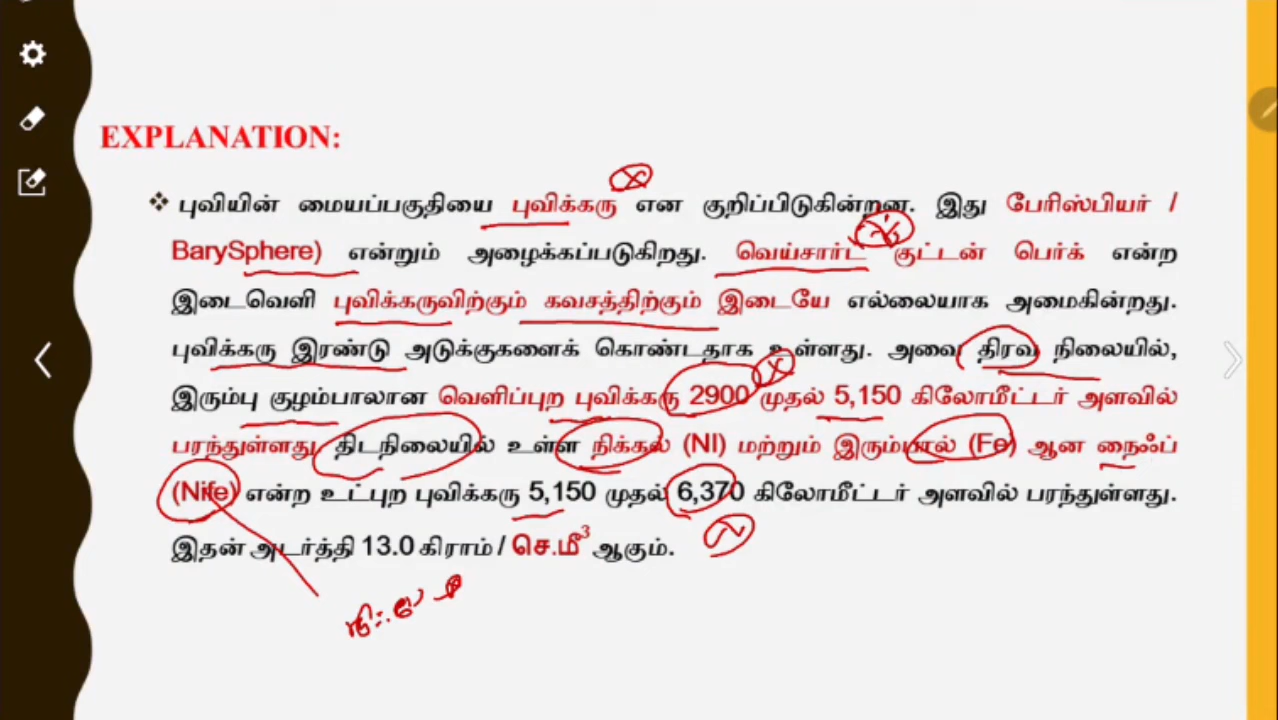 EXPLANATION:
❖ புவியின் மையப்பகுதியை புவிக்கரு என குறிப்பிடுகின்றன. இது பேரிஸ்பியர் /
BarySphere) என்றும் அழைக்கப்படுகிறது. வெய்சார்ட் குட்டன் பெர்க் என்ற
இடைவெளி புவிக்கருவிற்கும் கவசத்திற்கும் இடையே எல்லையாக அமைகின்றது.
புவிக்கரு இரண்டு அடுக்குகளைக் கொண்டதாக உள்ளது. அவை திரவ நிலையில்,
இரும்பு குழம்பாலான வெளிப்புற புவிக்கரு 2900 முதல் 5,150 கிலோமீட்டர் அளவில்
பரந்துள்ளது திடநிலையில் உள்ள நிக்கல் (NI) மற்றும் இரும்பால் (Fe) ஆன நைஃப்
(Nife) என்ற உட்புற புவிக்கரு 5,150 முதல் 6,370 கிலோமீட்டர் அளவில் பரந்துள்ளது.
இதன் அடர்த்தி 13.0 கிராம் / செ.மீ³ ஆகும்.